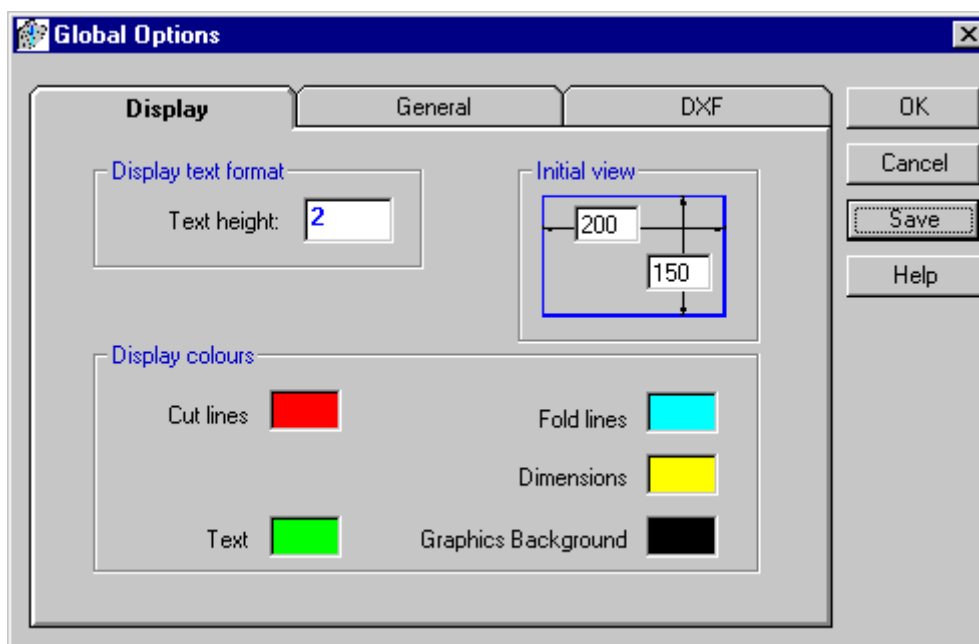 Global Options
Display
General
DXF
OK
Cancel
Save
Help
Display text format
Text height: 2
Initial view
200
150
Display colours
Cut lines
Fold lines
Dimensions
Text
Graphics Background